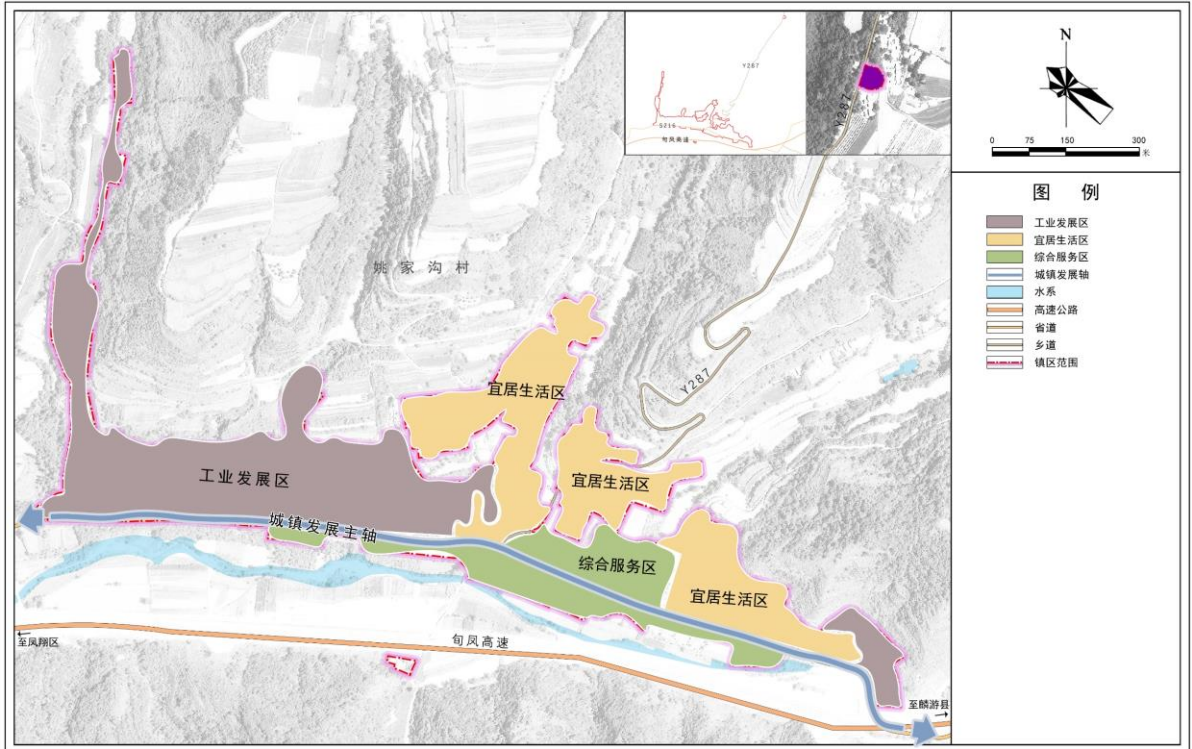 Y287
S216
旬凤高速
Y287
N
0 75 150 300
米
图 例
工业发展区
宜居生活区
综合服务区
城镇发展轴
水系
高速公路
省道
乡道
镇区范围
姚家沟村
Y287
宜居生活区
工业发展区
宜居生活区
城镇发展主轴
综合服务区
宜居生活区
至凤翔区
旬凤高速
至麟游县